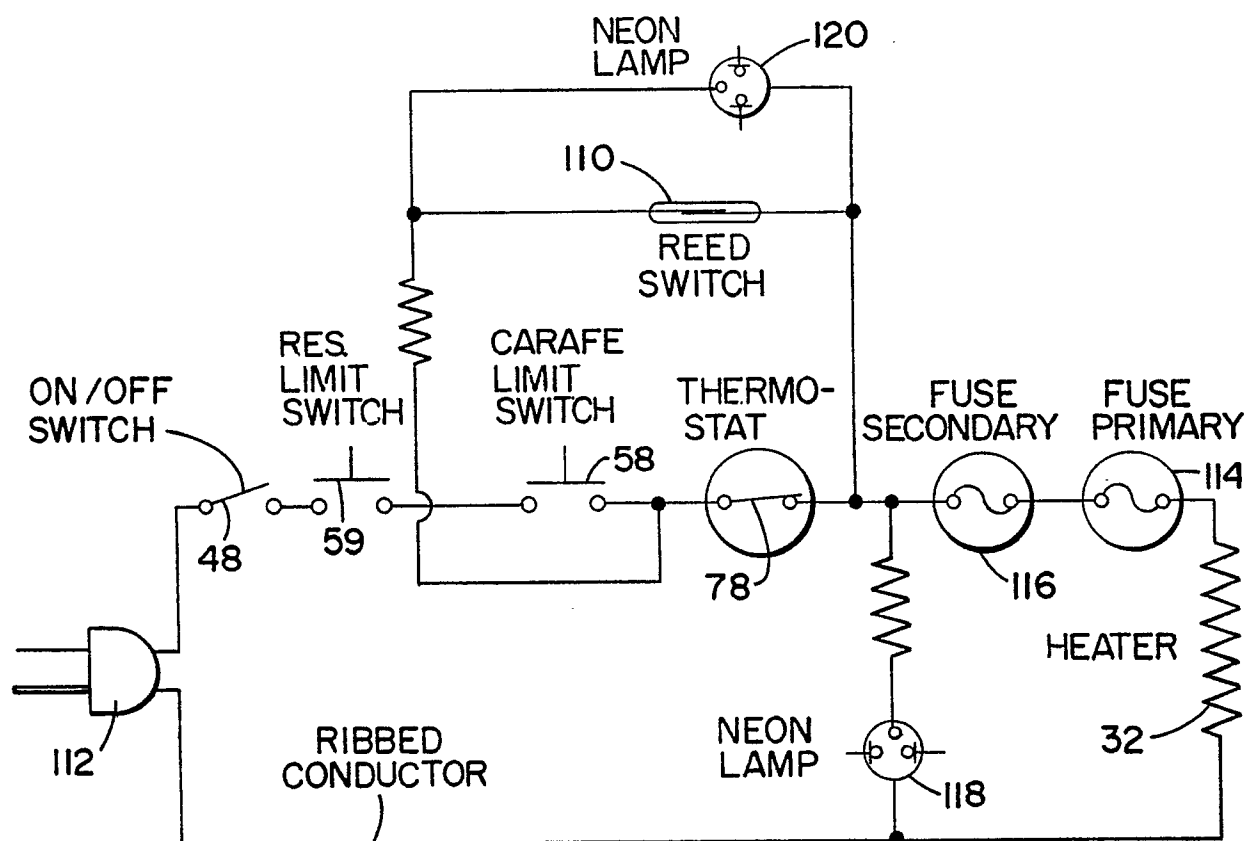 NEON
LAMP
120
110
REED
SWITCH
RES.
LIMIT
SWITCH
CARAFE
LIMIT
SWITCH
ON/OFF
SWITCH
THERMO-
STAT
FUSE
SECONDARY
FUSE
PRIMARY
58
114
48
59
78
116
HEATER
32
112
RIBBED
CONDUCTOR
NEON
LAMP
118